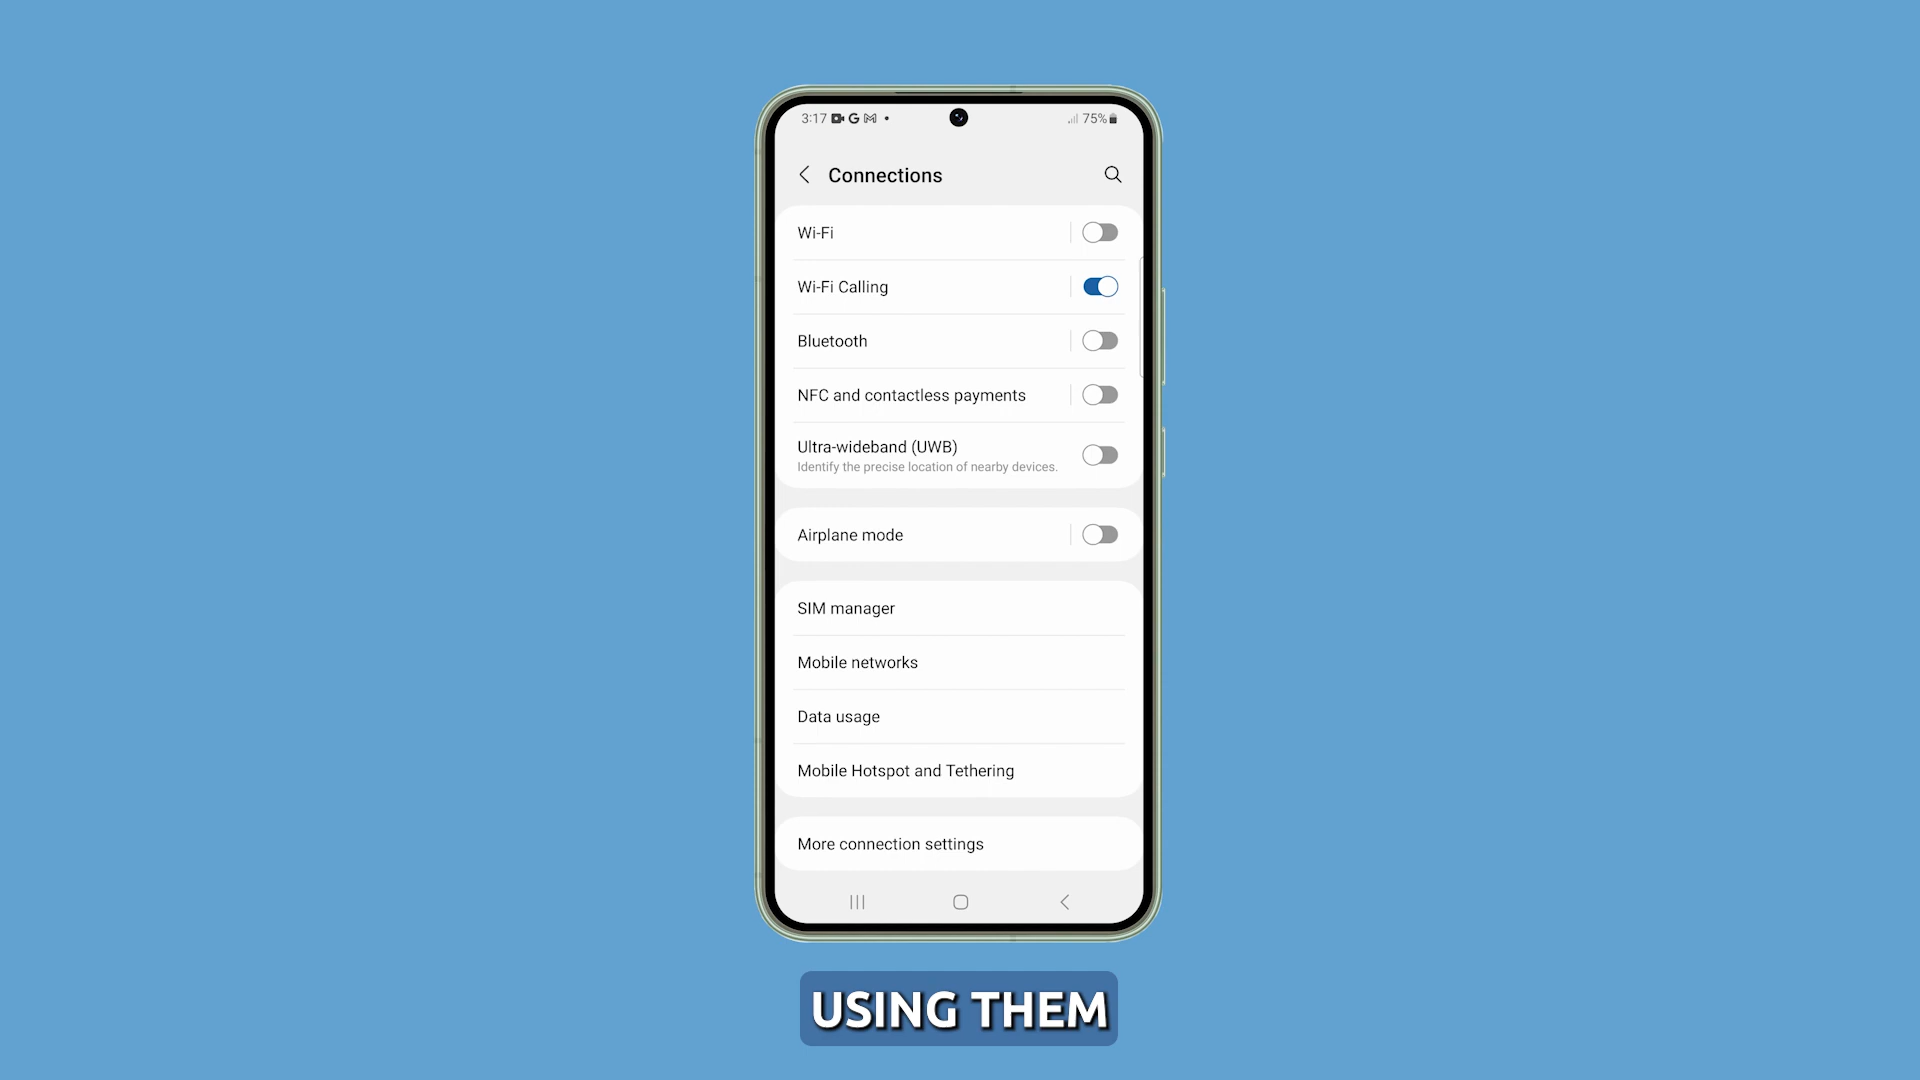 3:17 75%
Connections
Wi-Fi
Wi-Fi Calling
Bluetooth
NFC and contactless payments
Ultra-wideband (UWB)
Identify the precise location of nearby devices.
Airplane mode
SIM manager
Mobile networks
Data usage
Mobile Hotspot and Tethering
More connection settings
USING THEM